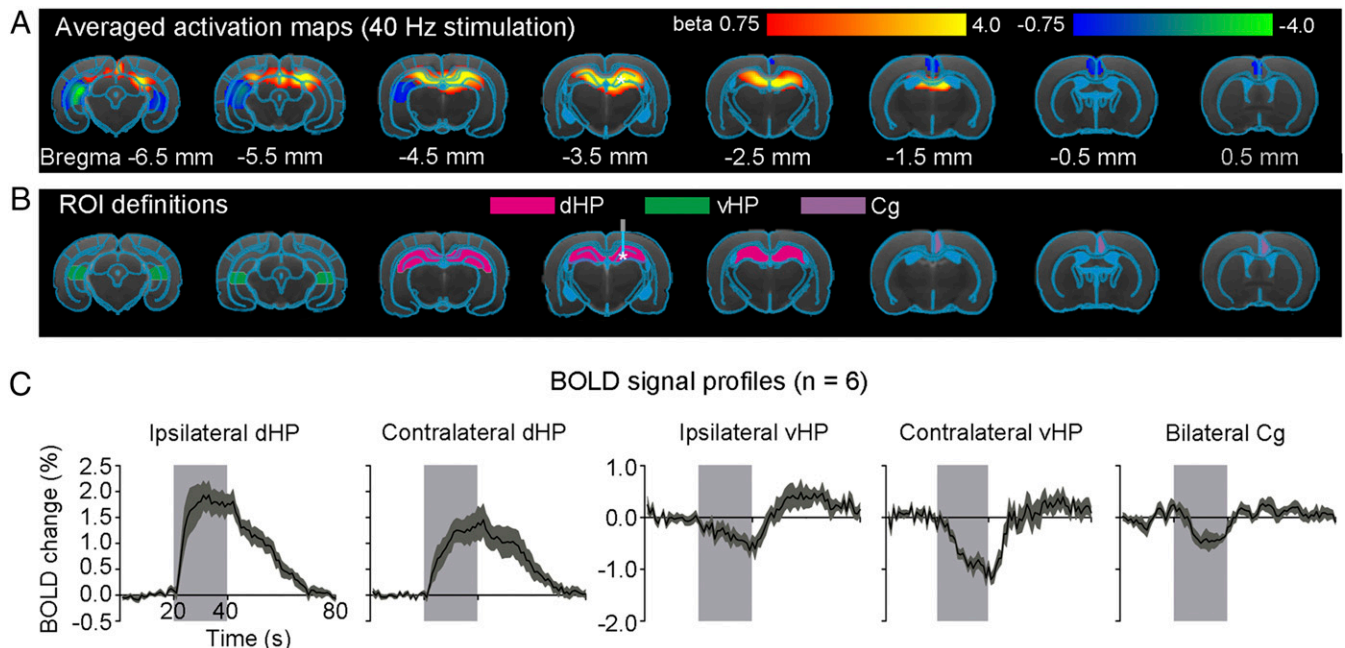 A
Averaged activation maps (40 Hz stimulation)
beta 0.75 4.0 -0.75 -4.0
Bregma -6.5 mm -5.5 mm -4.5 mm -3.5 mm -2.5 mm -1.5 mm -0.5 mm 0.5 mm
B
ROI definitions dHP vHP Cg
*
C
BOLD signal profiles (n = 6)
Ipsilateral dHP Contralateral dHP Ipsilateral vHP Contralateral vHP Bilateral Cg
BOLD change (%)
2.5
2.0
1.5
1.0
0.5
0.0
-0.5
20 40 80
Time (s)
1.0
0.0
-1.0
-2.0